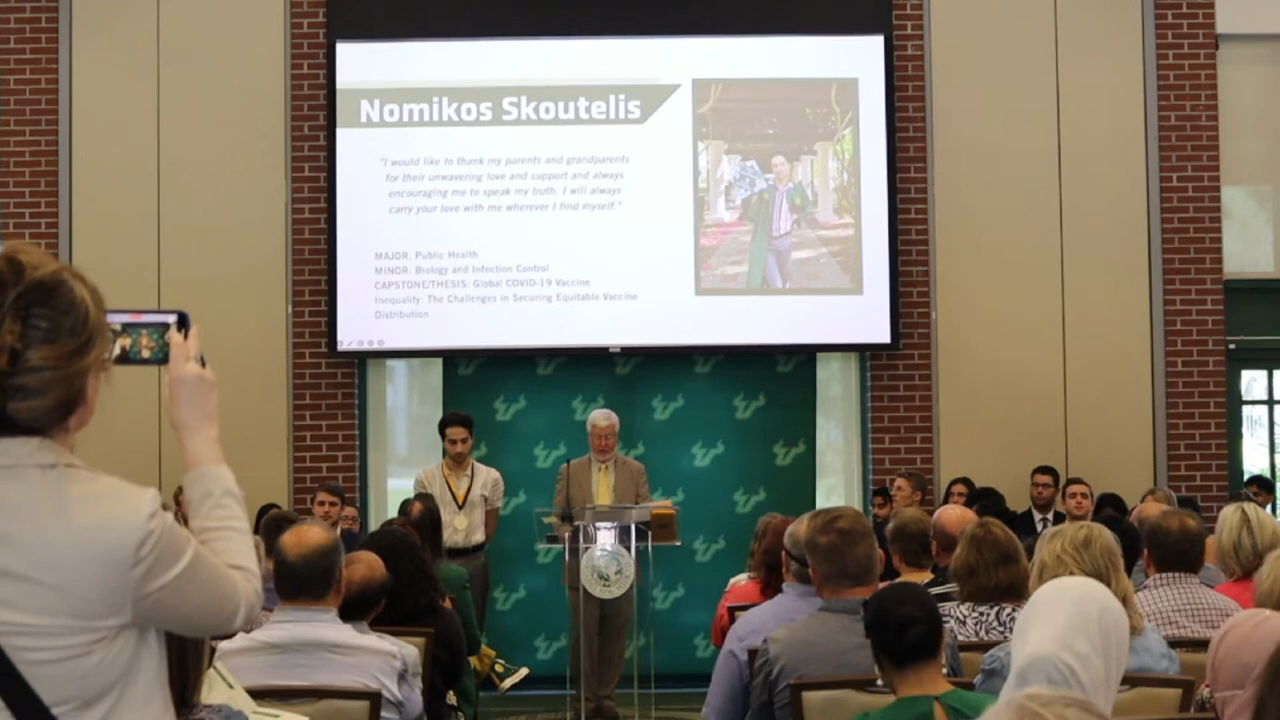 Nomikos Skoutelis
"I would like to thank my parents and grandparents
for their unwavering love and support and always
encouraging me to speak my truth. I will always
carry your love with me wherever I find myself."
MAJOR: Public Health
MINOR: Biology and Infection Control
CAPSTONE/THESIS: Global COVID-19 Vaccine
Inequality: The Challenges in Securing Equitable Vaccine
Distribution